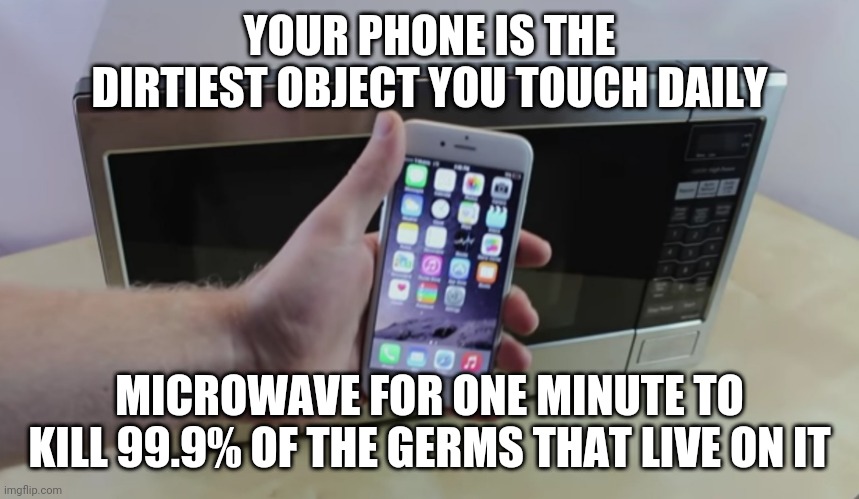 YOUR PHONE IS THE
DIRTIEST OBJECT YOU TOUCH DAILY
MICROWAVE FOR ONE MINUTE TO
KILL 99.9% OF THE GERMS THAT LIVE ON IT
imgflip.com